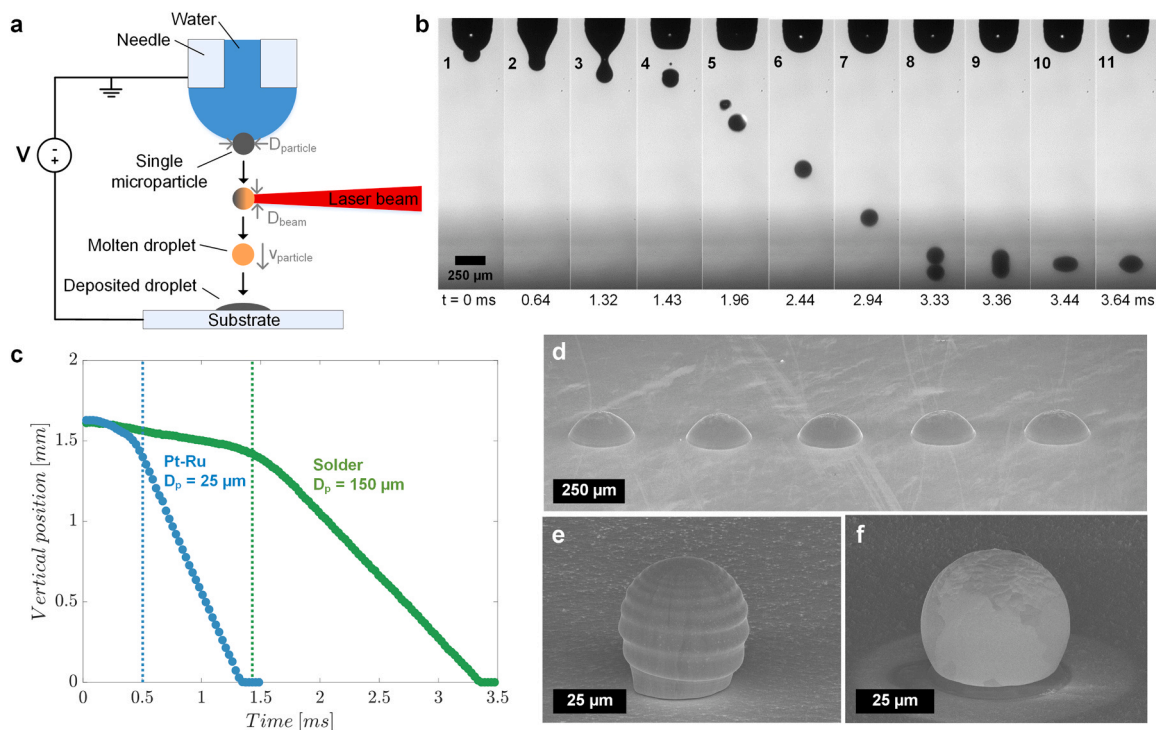 a
Water
Needle
V
+
-
D particle
Single
microparticle
Laser beam
D beam
Molten droplet
v particle
Deposited droplet
Substrate
b
1 2 3 4 5 6 7 8 9 10 11
250 µm
t = 0 ms 0.64 1.32 1.43 1.96 2.44 2.94 3.33 3.36 3.44 3.64 ms
c
2
1.5
1
0.5
0
Vertical position [mm]
Pt-Ru
Dp = 25 µm
Solder
Dp = 150 µm
0 0.5 1 1.5 2 2.5 3 3.5
Time [ms]
d
250 µm
e
25 µm
f
25 µm